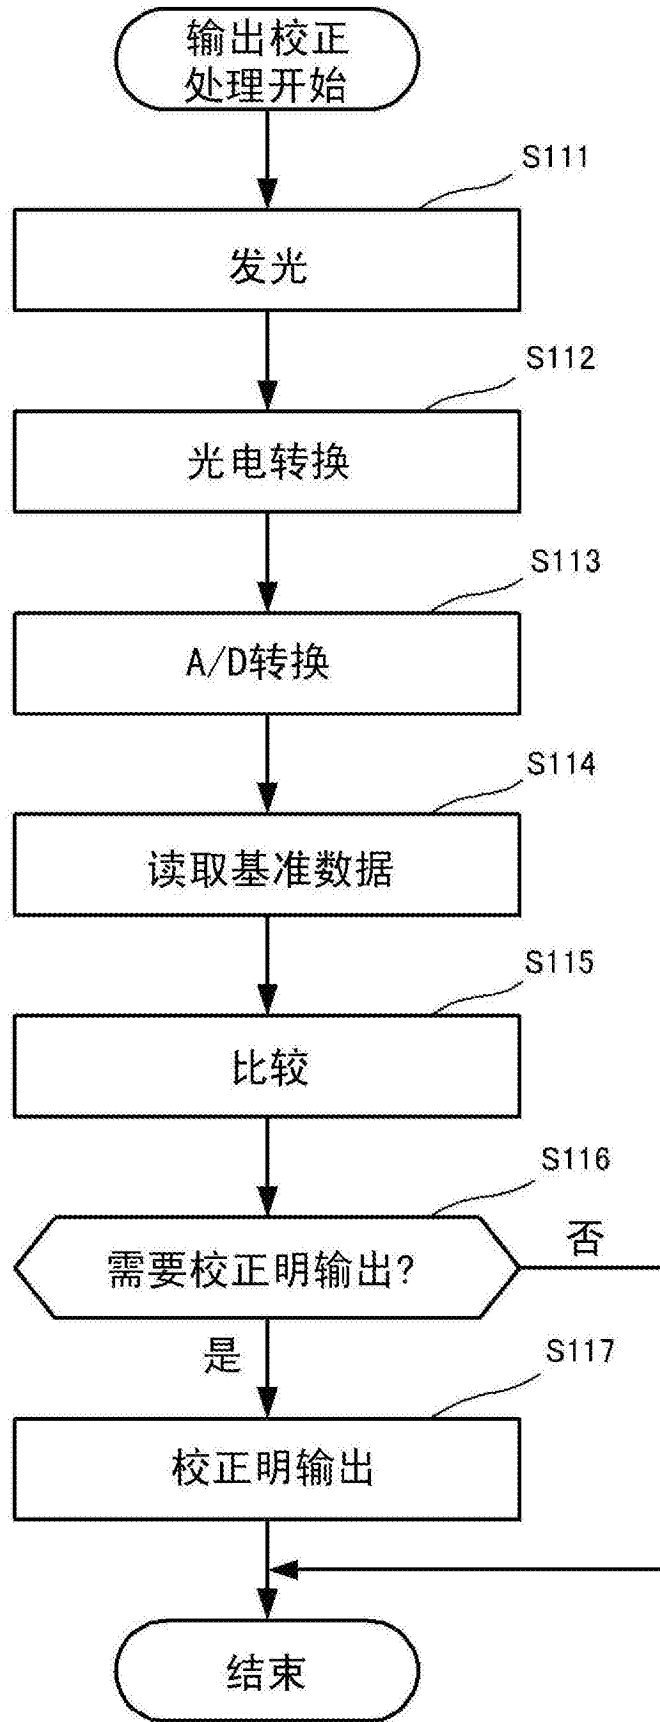 输出校正
处理开始
S111
发光
S112
光电转换
S113
A/D转换
S114
读取基准数据
S115
比较
S116
需要校正明输出?
否
是
S117
校正明输出
结束